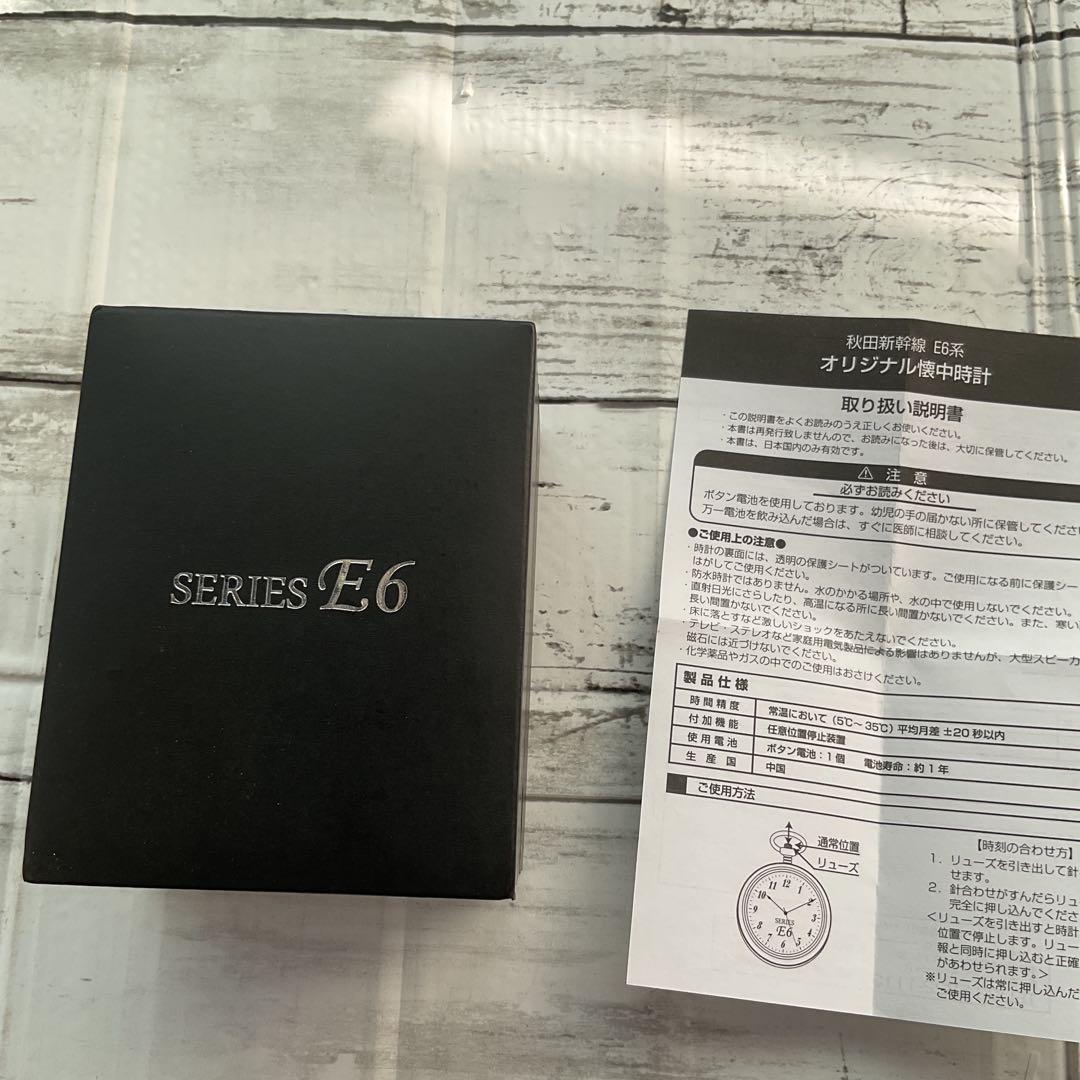 SERIES E6
秋田新幹線 E6系
オリジナル懐中時計
取り扱い説明書
・この説明書をよくお読みのうえ正しくお使いください。
・本書は再発行致しませんので、お読みになった後は、大切に保管してください。
・本書は、日本国内のみ有効です。
⚠ 注 意
必ずお読みください
ボタン電池を使用しております。幼児の手の届かない所に保管してくださ
万一電池を飲み込んだ場合は、すぐに医師に相談してください。
●ご使用上の注意●
・時計の裏面には、透明の保護シートがついています。ご使用になる前に保護シー
はがしてご使用ください。
・防水時計ではありません。水のかかる場所や、水の中で使用しないでください。
・直射日光にさらしたり、高温になる所に長い間置かないでください。また、寒い
長い間置かないでください。
・床に落とすなど激しいショックをあたえないでください。
・テレビ・ステレオなど家庭用電気製品による影響はありませんが、大型スピーカ
磁石には近づけないでください。
・化学薬品やガスの中でのご使用はおさけください。
製品仕様
時間精度 常温において（5℃～35℃）平均月差 ±20 秒以内
付加機能 任意位置停止装置
使用電池 ボタン電池：1個 電池寿命：約1年
生産国 中国
ご使用方法
通常位置
リューズ
12
11 1
10 2
9 3
8 4
7 5
6
SERIES
E6
【時刻の合わせ方】
1. リューズを引き出して針
せます。
2. 針合わせがすんだらリュ
完全に押し込んでくださ
＜リューズを引き出すと時計
位置で停止します。リュー
報と同時に押し込むと正確
があわせられます。＞
※リューズは常に押し込んだ
ご使用ください。